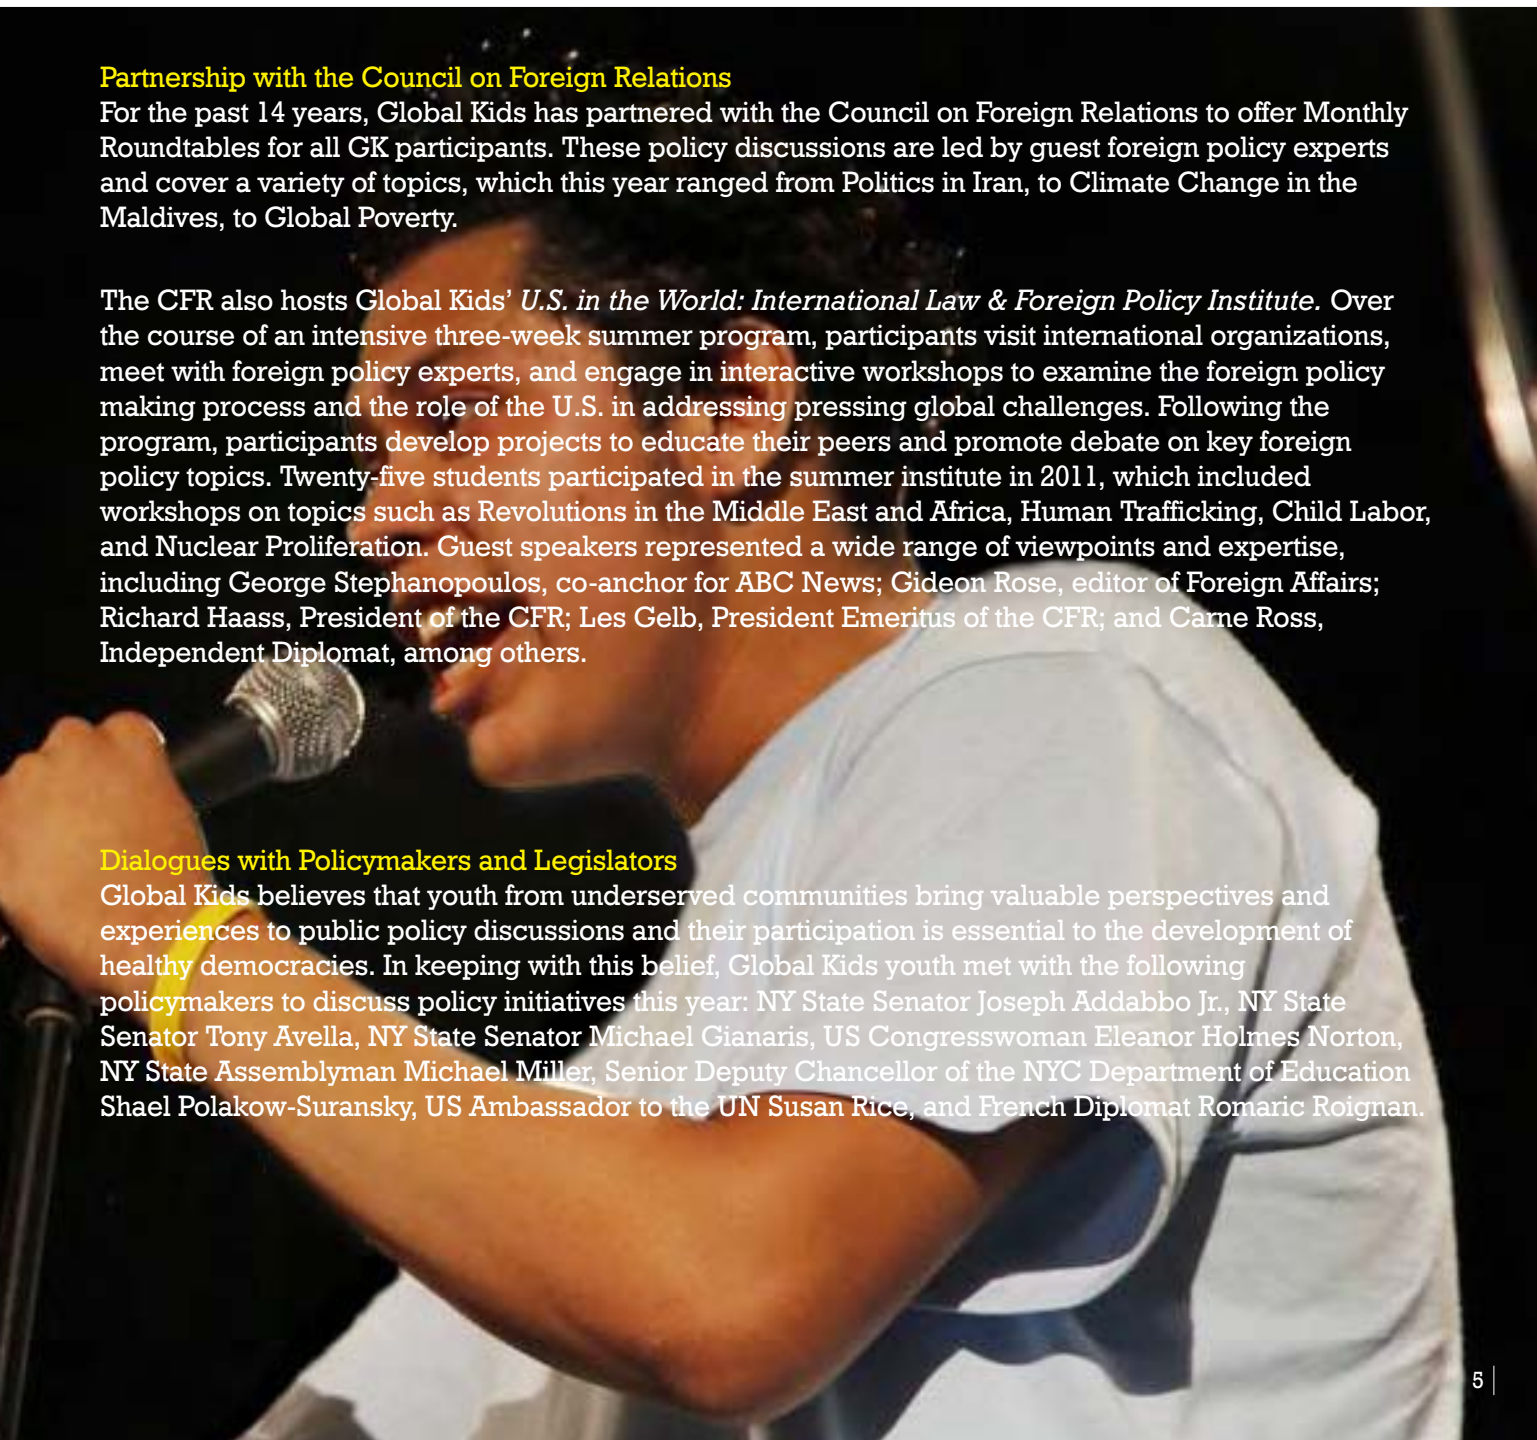 Partnership with the Council on Foreign Relations
For the past 14 years, Global Kids has partnered with the Council on Foreign Relations to offer Monthly
Roundtables for all GK participants. These policy discussions are led by guest foreign policy experts
and cover a variety of topics, which this year ranged from Politics in Iran, to Climate Change in the
Maldives, to Global Poverty.
The CFR also hosts Global Kids’ U.S. in the World: International Law & Foreign Policy Institute. Over
the course of an intensive three-week summer program, participants visit international organizations,
meet with foreign policy experts, and engage in interactive workshops to examine the foreign policy
making process and the role of the U.S. in addressing pressing global challenges. Following the
program, participants develop projects to educate their peers and promote debate on key foreign
policy topics. Twenty-five students participated in the summer institute in 2011, which included
workshops on topics such as Revolutions in the Middle East and Africa, Human Trafficking, Child Labor,
and Nuclear Proliferation. Guest speakers represented a wide range of viewpoints and expertise,
including George Stephanopoulos, co-anchor for ABC News; Gideon Rose, editor of Foreign Affairs;
Richard Haass, President of the CFR; Les Gelb, President Emeritus of the CFR; and Carne Ross,
Independent Diplomat, among others.
Dialogues with Policymakers and Legislators
Global Kids believes that youth from underserved communities bring valuable perspectives and
experiences to public policy discussions and their participation is essential to the development of
healthy democracies. In keeping with this belief, Global Kids youth met with the following
policymakers to discuss policy initiatives this year: NY State Senator Joseph Addabbo Jr., NY State
Senator Tony Avella, NY State Senator Michael Gianaris, US Congresswoman Eleanor Holmes Norton,
NY State Assemblyman Michael Miller, Senior Deputy Chancellor of the NYC Department of Education
Shael Polakow-Suransky, US Ambassador to the UN Susan Rice, and French Diplomat Romaric Roignan.
5 |